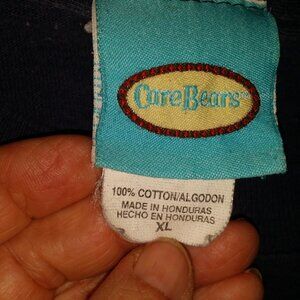 Care Bears™
100% COTTON/ALGODON
MADE IN HONDURAS
HECHO EN HONDURAS
XL